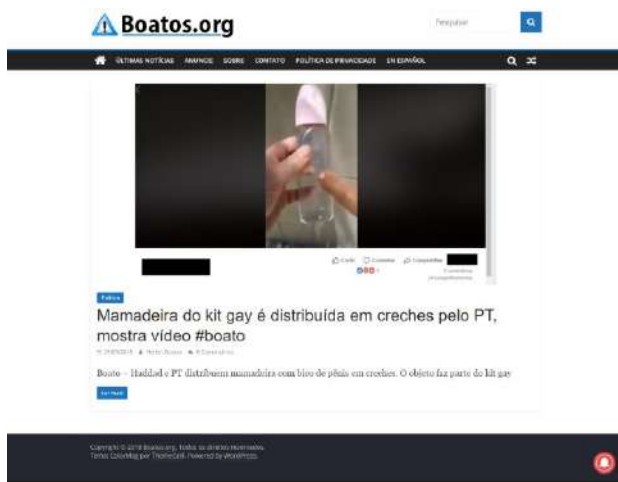 Boatos.org
Pesquisar
ÚLTIMAS NOTÍCIAS ANUNCIE SOBRE CONTATO POLÍTICA DE PRIVACIDADE EN ESPAÑOL
Curtir Comentar Compartilhar
Política
Mamadeira do kit gay é distribuída em creches pelo PT,
mostra vídeo #boato
Boato – Haddad e PT distribuem mamadeira com bico de pênis em creches. O objeto faz parte do kit gay
Copyright © 2018 Boatos.org. Todos os direitos reservados.
Tema: ColorMag por ThemeGrill. Powered by WordPress.